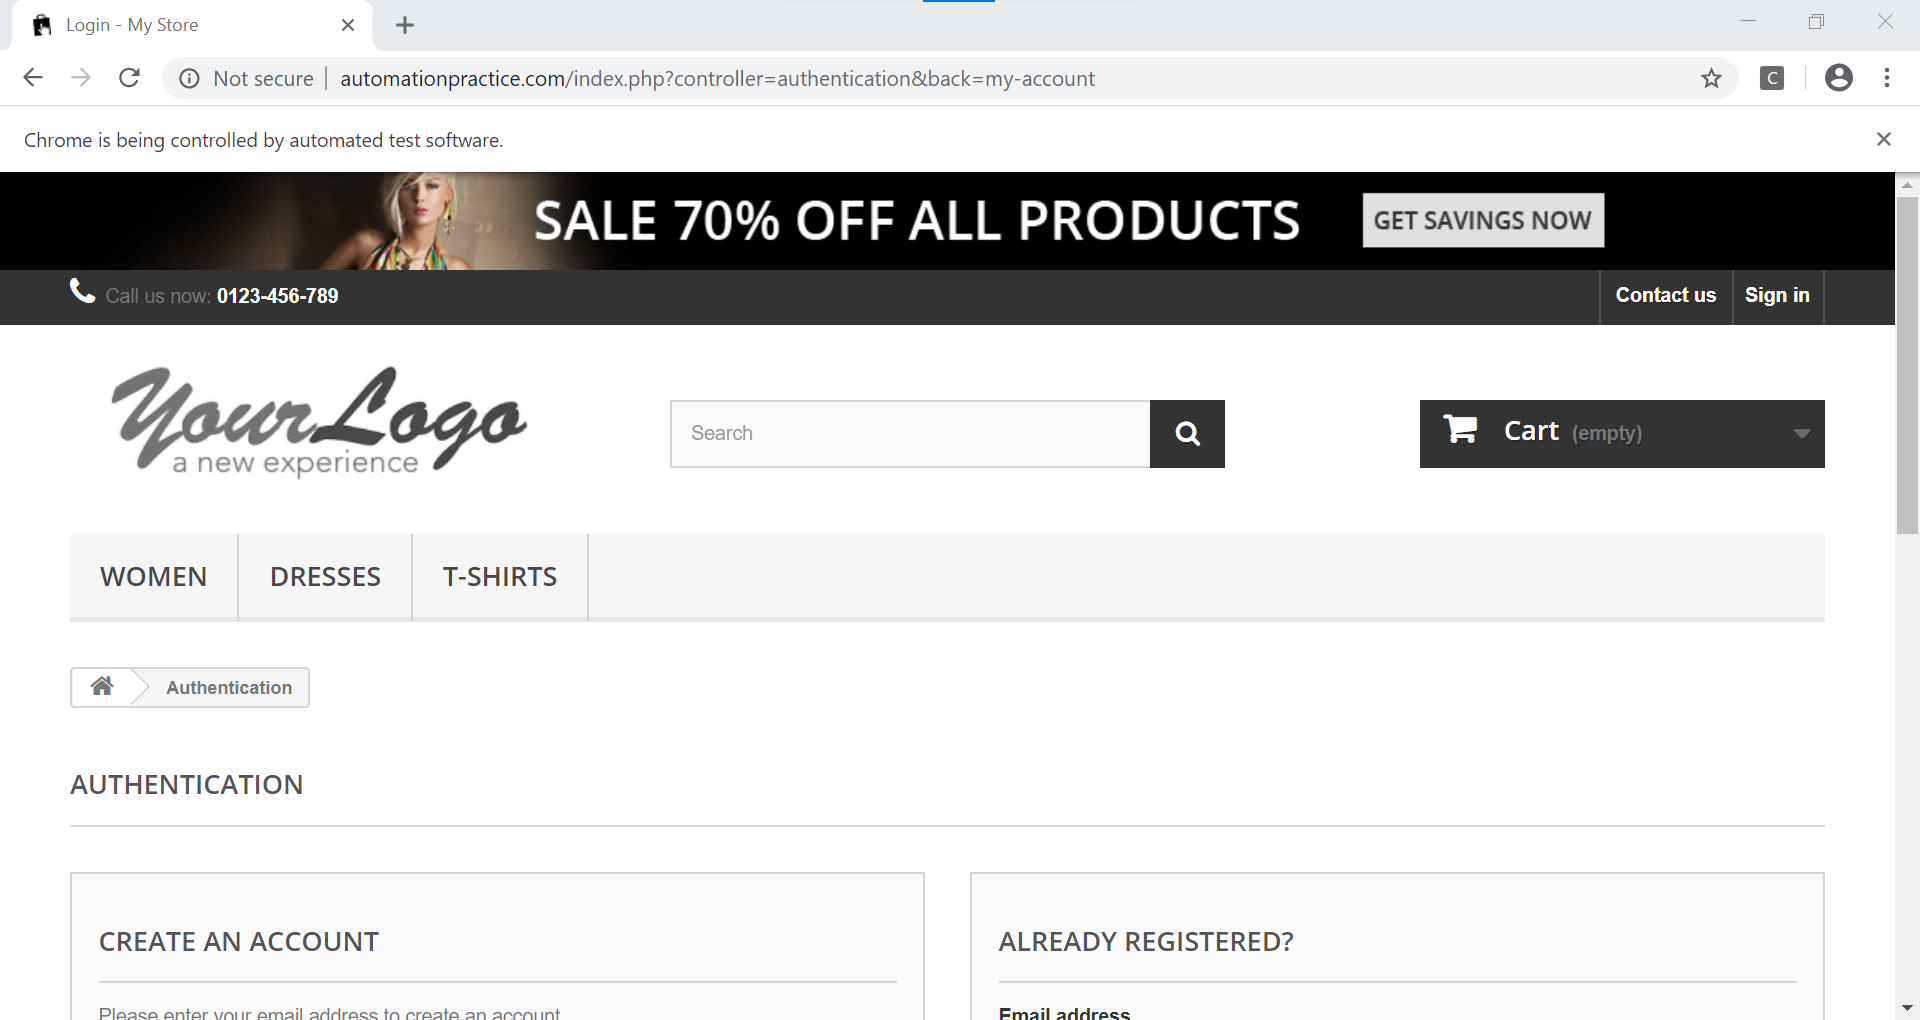 Login - My Store
Not secure | automationpractice.com/index.php?controller=authentication&back=my-account
C
Chrome is being controlled by automated test software.
SALE 70% OFF ALL PRODUCTS
GET SAVINGS NOW
Call us now: 0123-456-789
Contact us
Sign in
YourLogo
a new experience
Search
Cart (empty)
WOMEN
DRESSES
T-SHIRTS
Authentication
AUTHENTICATION
CREATE AN ACCOUNT
ALREADY REGISTERED?
Please enter your email address to create an account
Email address